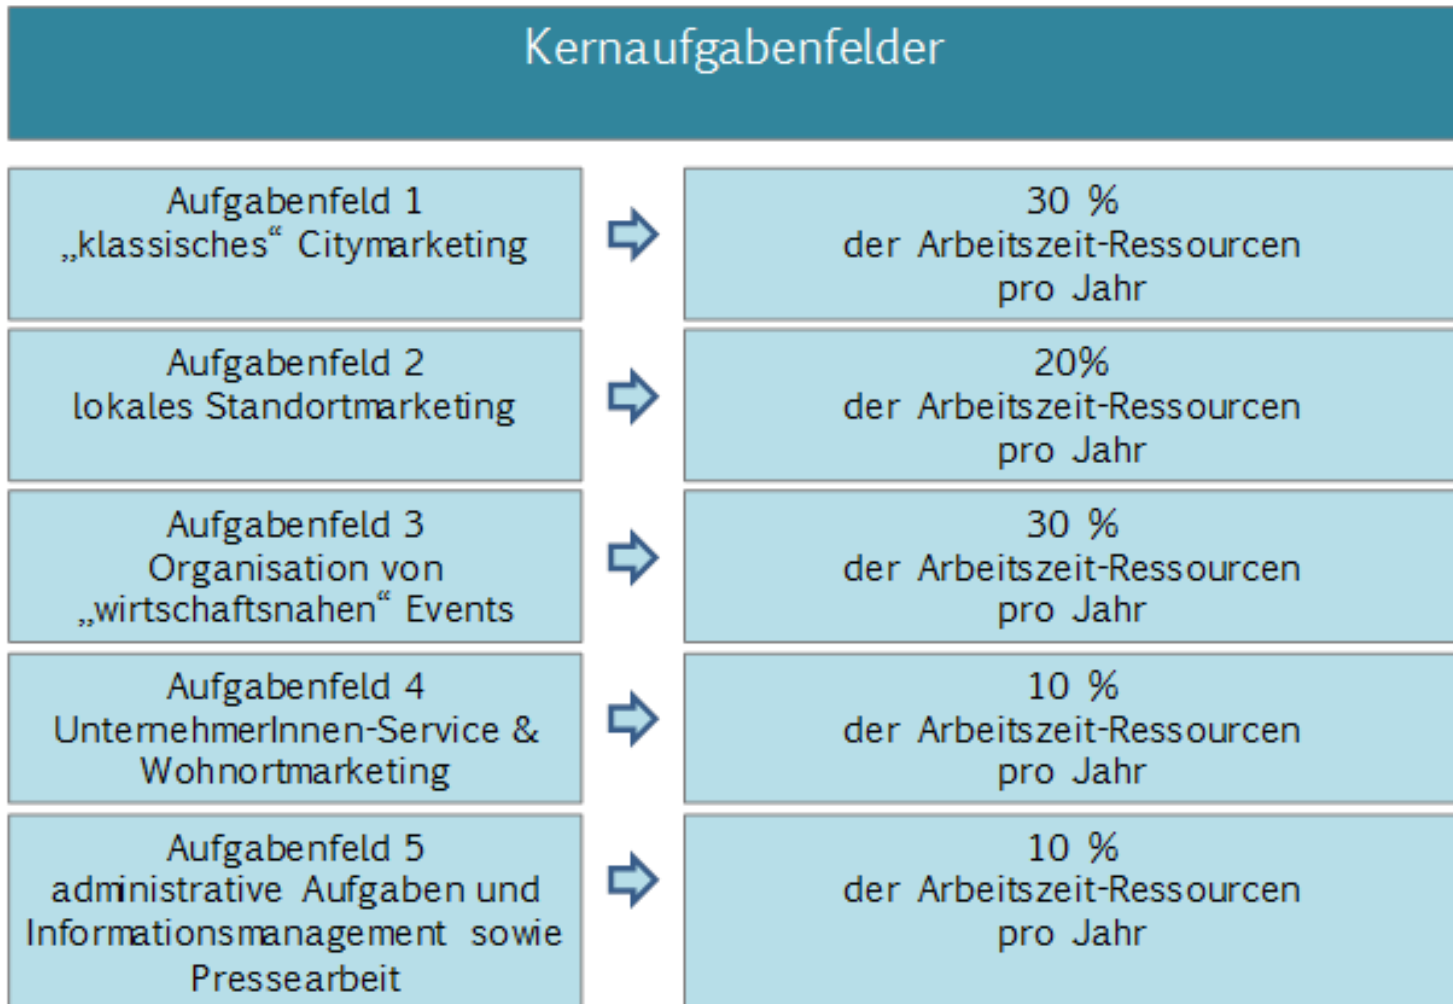 Kernaufgabenfelder
Aufgabenfeld 1
„klassisches“ Citymarketing
30 %
der Arbeitszeit-Ressourcen
pro Jahr
Aufgabenfeld 2
lokales Standortmarketing
20%
der Arbeitszeit-Ressourcen
pro Jahr
Aufgabenfeld 3
Organisation von
„wirtschaftsnahen“ Events
30 %
der Arbeitszeit-Ressourcen
pro Jahr
Aufgabenfeld 4
UnternehmerInnen-Service &
Wohnortmarketing
10 %
der Arbeitszeit-Ressourcen
pro Jahr
Aufgabenfeld 5
administrative Aufgaben und
Informationsmanagement sowie
Pressearbeit
10 %
der Arbeitszeit-Ressourcen
pro Jahr